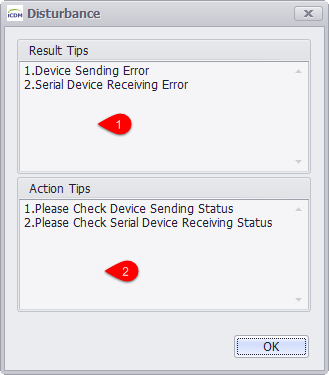 iCDM Disturbance
Result Tips
1.Device Sending Error
2.Serial Device Receiving Error
1
Action Tips
1.Please Check Device Sending Status
2.Please Check Serial Device Receiving Status
2
OK